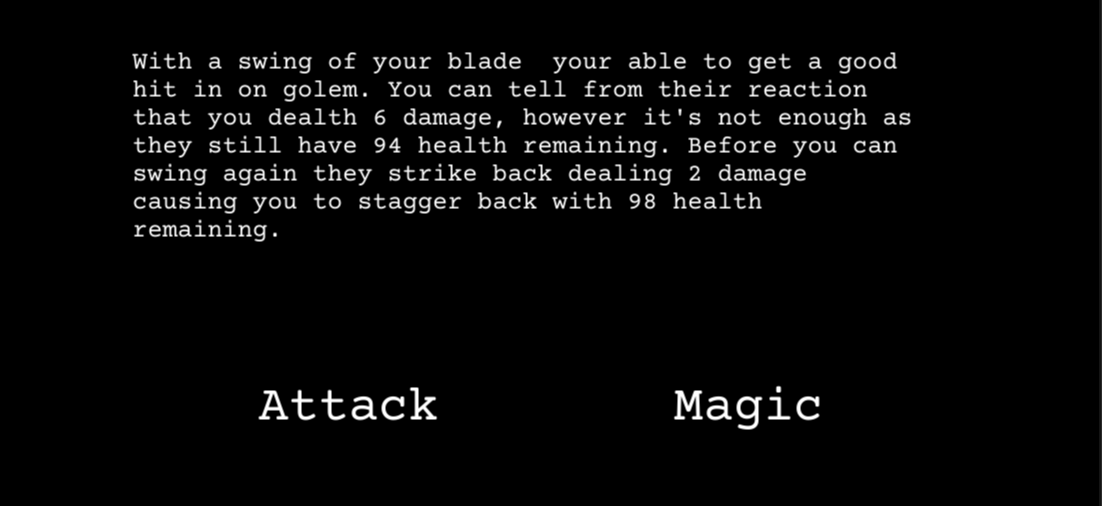 With a swing of your blade  your able to get a good
hit in on golem. You can tell from their reaction
that you dealth 6 damage, however it's not enough as
they still have 94 health remaining. Before you can
swing again they strike back dealing 2 damage
causing you to stagger back with 98 health
remaining.
Attack Magic